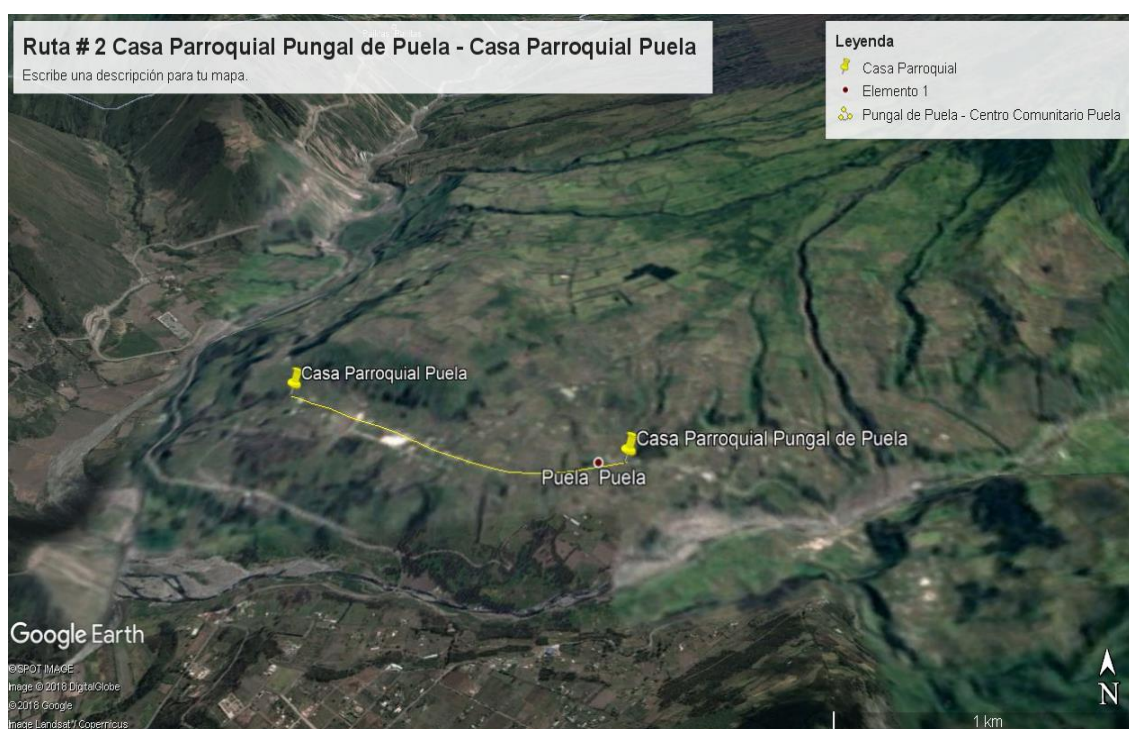 Ruta # 2 Casa Parroquial Pungal de Puela - Casa Parroquial Puela
Escribe una descripción para tu mapa.
Leyenda
Casa Parroquial
Elemento 1
Pungal de Puela - Centro Comunitario Puela
Casa Parroquial Puela
Casa Parroquial Pungal de Puela
Puela Puela
Google Earth
©SPOT IMAGE
Image © 2018 DigitalGlobe
©2018 Google
Image Landsat / Copernicus
N
1 km